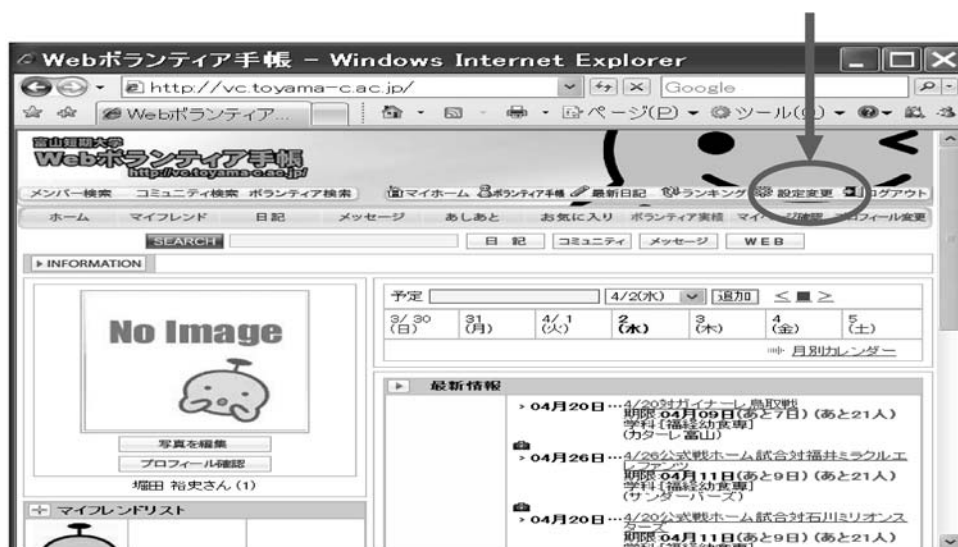 Webボランティア手帳 - Windows Internet Explorer
http://vc.toyama-c.ac.jp/ Google
Webボランティア... ページ(P) ツール(O)
富山短期大学
Webボランティア手帳
http://vc.toyama-c.ac.jp/
メンバー検索 コミュニティ検索 ボランティア検索 マイホーム ボランティア手帳 最新日記 ランキング 設定変更 ログアウト
ホーム マイフレンド 日記 メッセージ あしあと お気に入り ボランティア実績 マイページ確認 プロフィール変更
SEARCH 日記 コミュニティ メッセージ WEB
INFORMATION
予定 4/2(水) 追加 < ■ >
3/30(日) 31(月) 4/1(火) 2(水) 3(木) 4(金) 5(土)
月別カレンダー
No Image
写真を編集
プロフィール確認
堀田 裕史さん (1)
マイフレンドリスト
最新情報
04月20日…4/20対ガイナーレ鳥取戦
期限:04月09日(あと7日) (あと21人)
学科:[福経幼食専]
(カターレ富山)
04月26日…4/26公式戦ホーム試合対福井ミラクルエ
レファンツ
期限:04月11日(あと9日) (あと21人)
学科:[福経幼食専]
(サンダーバーズ)
04月20日…4/20公式戦ホーム試合対石川ミリオンス
ターズ
期限:04月11日(あと9日) (あと21人)
学科:[福経幼食専]